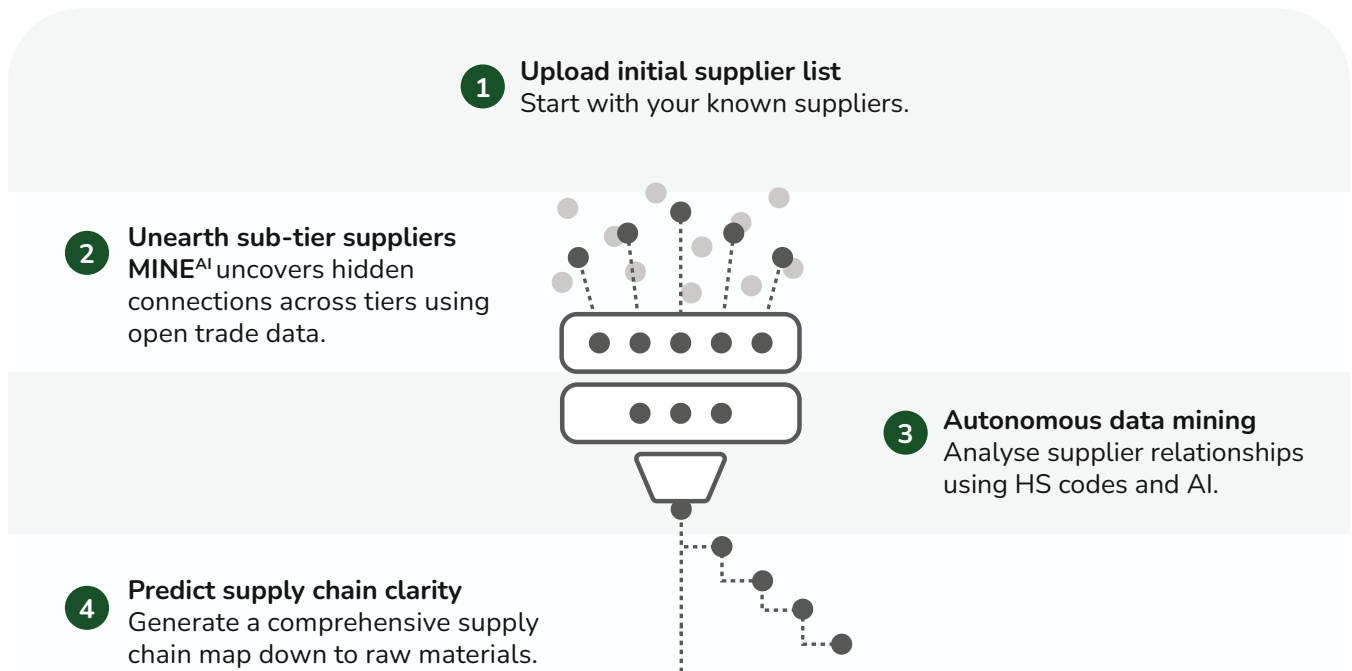 1
Upload initial supplier list
Start with your known suppliers.
2
Unearth sub-tier suppliers
MINE^AI uncovers hidden
connections across tiers using
open trade data.
3
Autonomous data mining
Analyse supplier relationships
using HS codes and AI.
4
Predict supply chain clarity
Generate a comprehensive supply
chain map down to raw materials.